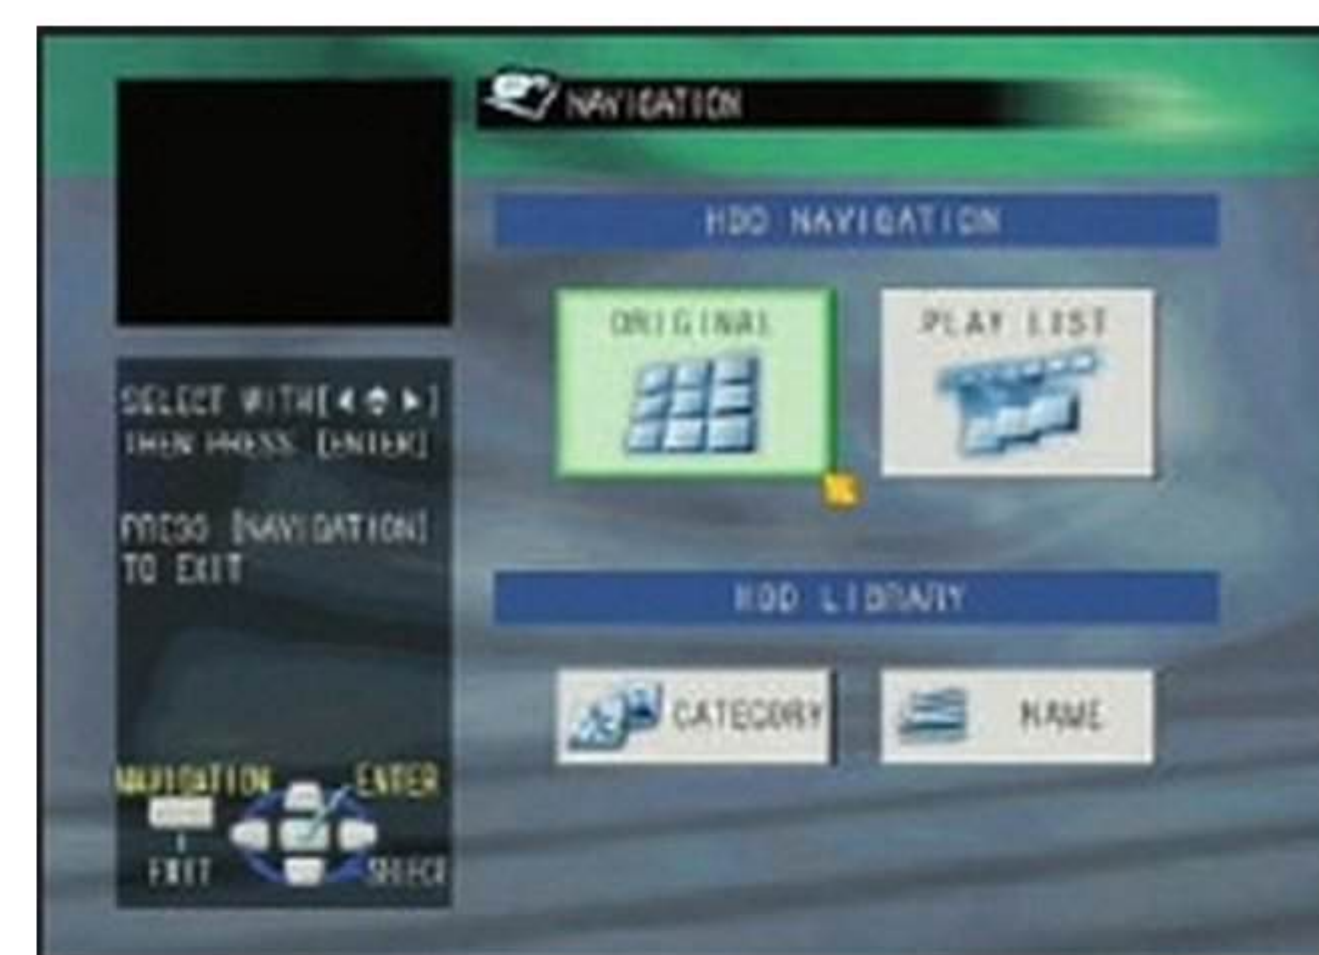 NAVIGATION
HDD NAVIGATION
ORIGINAL
PLAY LIST
SELECT WITH[◄ ♦ ►]
THEN PRESS [ENTER]
PRESS [NAVIGATION]
TO EXIT
HDD LIBRARY
CATEGORY
NAME
NAVIGATION
ENTER
EXIT
SELECT